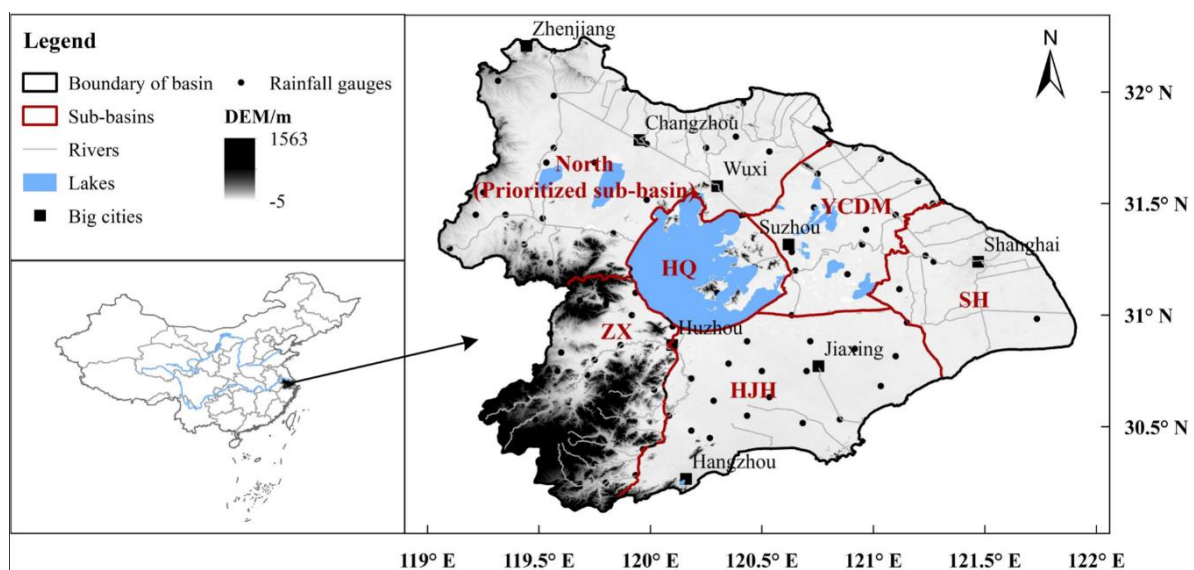 Legend
Boundary of basin
Rainfall gauges
Sub-basins
DEM/m
Rivers
1563
Lakes
-5
Big cities
Zhenjiang
N
32° N
Changzhou
Wuxi
North
(Prioritized sub-basin)
YCDM
31.5° N
Suzhou
Shanghai
HQ
SH
31° N
ZX
Huzhou
Jiaxing
HJH
30.5° N
Hangzhou
119° E
119.5° E
120° E
120.5° E
121° E
121.5° E
122° E